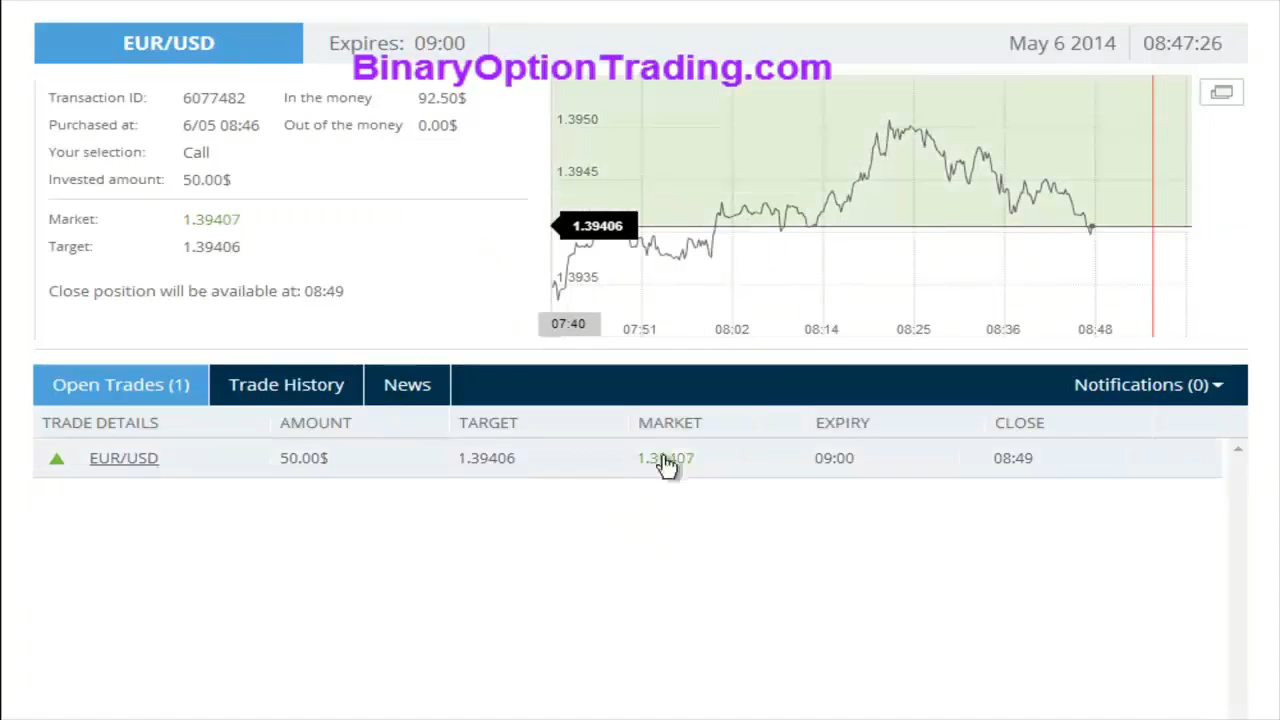 EUR/USD Expires: 09:00 May 6 2014 08:47:26
BinaryOptionTrading.com
Transaction ID: 6077482 In the money 92.50$
Purchased at: 6/05 08:46 Out of the money 0.00$
Your selection: Call
Invested amount: 50.00$
Market: 1.39407
Target: 1.39406
Close position will be available at: 08:49
1.3950
1.3945
1.39406
1.3935
07:40 07:51 08:02 08:14 08:25 08:36 08:48
Open Trades (1) Trade History News Notifications (0)
TRADE DETAILS AMOUNT TARGET MARKET EXPIRY CLOSE
EUR/USD 50.00$ 1.39406 1.39407 09:00 08:49